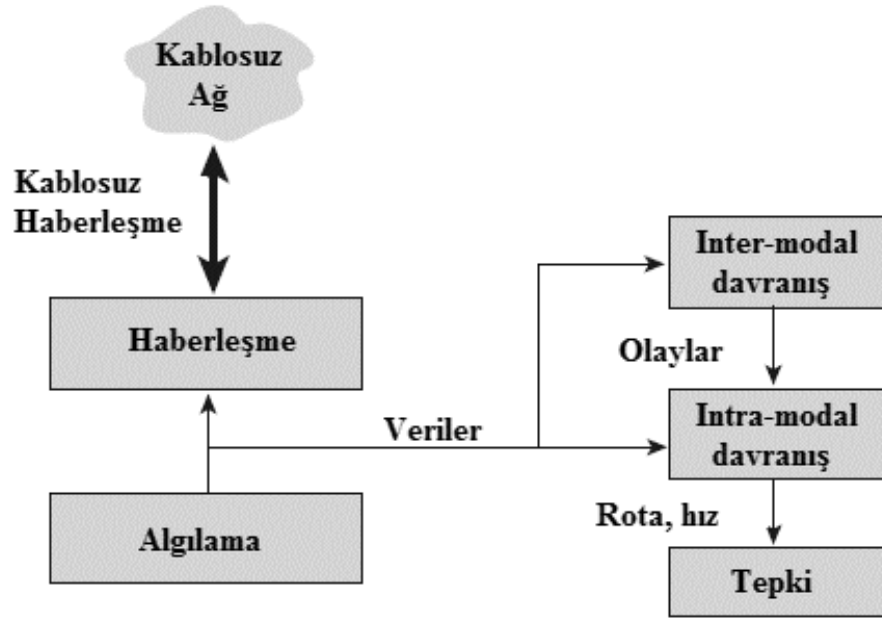 Kablosuz
Ağ
Kablosuz
Haberleşme
Haberleşme
Algılama
Veriler
Inter-modal
davranış
Olaylar
Intra-modal
davranış
Rota, hız
Tepki